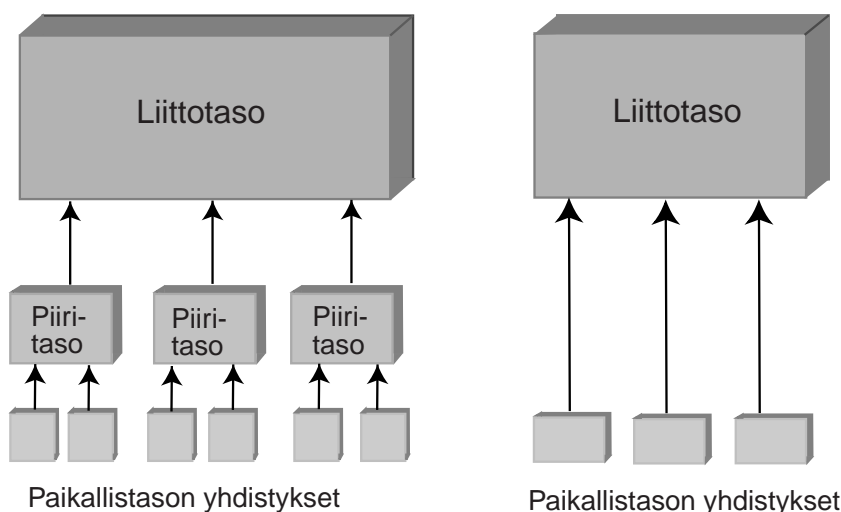 Liittotaso
Liittotaso
Piiri-
taso
Piiri-
taso
Piiri-
taso
Paikallistason yhdistykset
Paikallistason yhdistykset